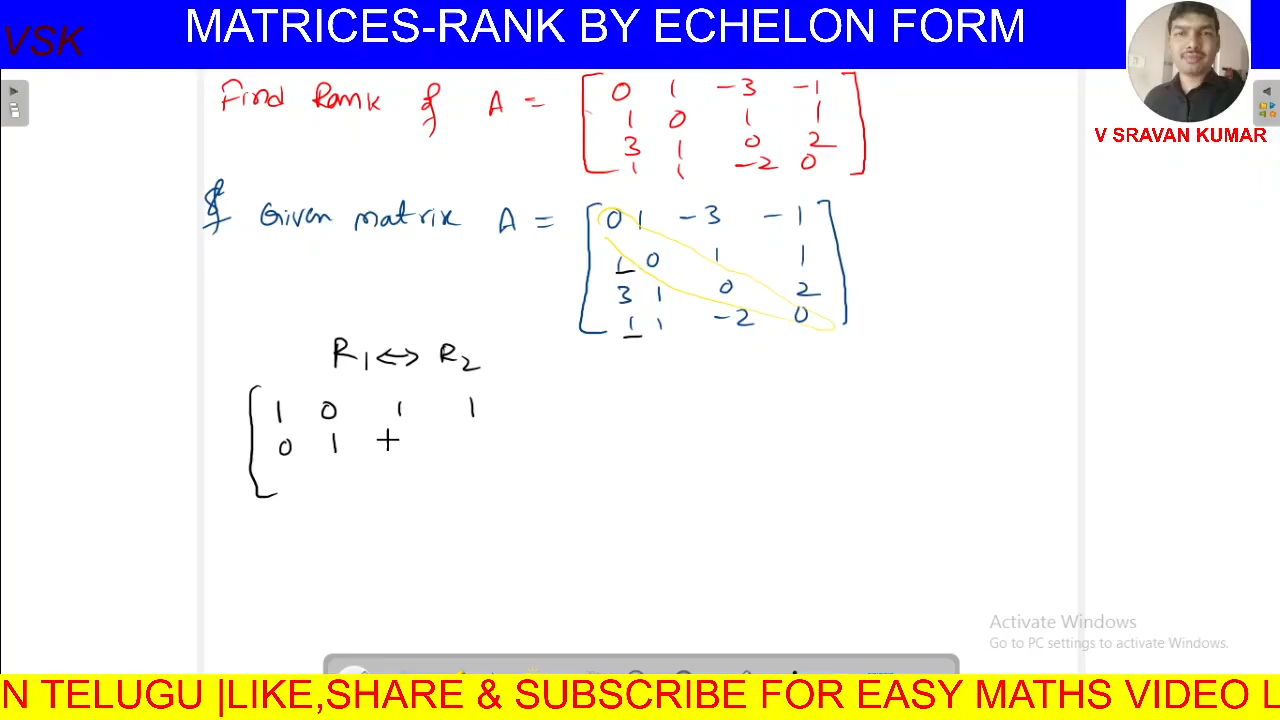 VSK
MATRICES-RANK BY ECHELON FORM
V SRAVAN KUMAR
Find Rank of A = [ 0 1 -3 -1
1 0 1 1
3 1 0 2
1 1 -2 0 ]
Given matrix A = [ 0 1 -3 -1
1 0 1 1
3 1 0 2
1 1 -2 0 ]
R1 ↔ R2
[ 1 0 1 1
0 1
Activate Windows
Go to PC settings to activate Windows.
N TELUGU |LIKE,SHARE & SUBSCRIBE FOR EASY MATHS VIDEO L